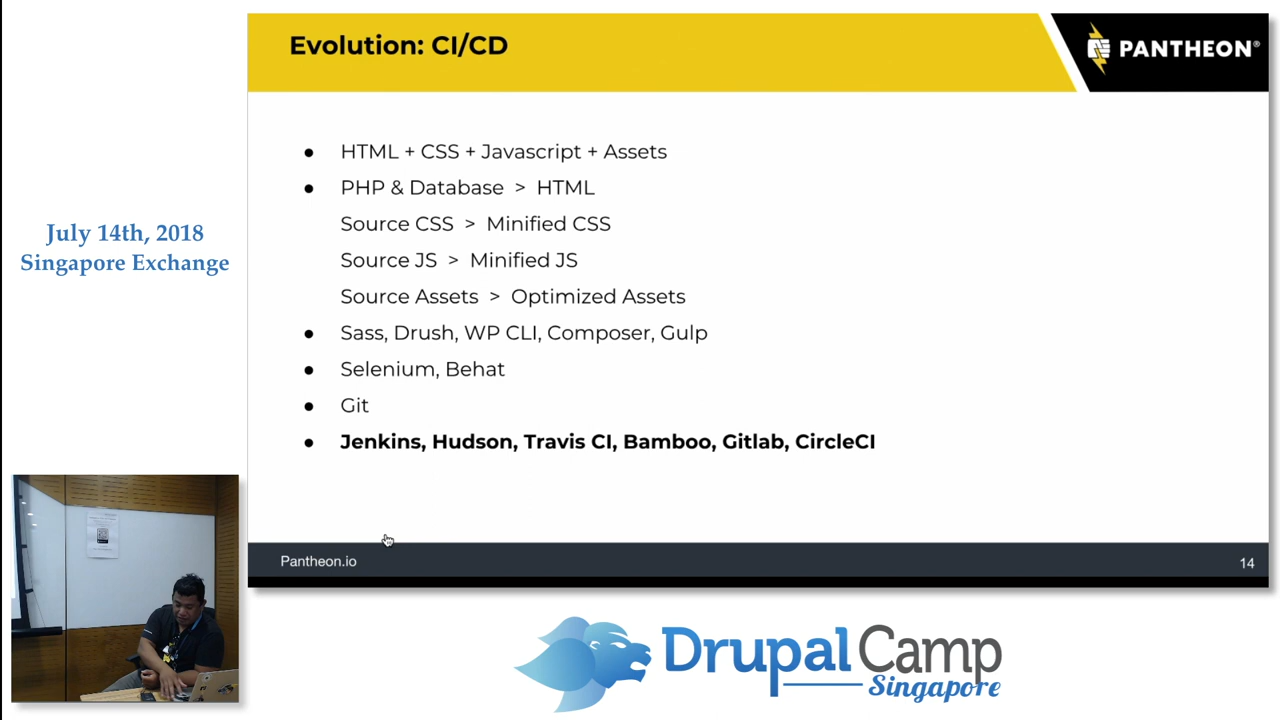 Evolution: CI/CD
PANTHEON®
● HTML + CSS + Javascript + Assets
● PHP & Database > HTML
Source CSS > Minified CSS
Source JS > Minified JS
Source Assets > Optimized Assets
● Sass, Drush, WP CLI, Composer, Gulp
● Selenium, Behat
● Git
● Jenkins, Hudson, Travis CI, Bamboo, Gitlab, CircleCI
July 14th, 2018
Singapore Exchange
Pantheon.io
14
DrupalCamp
Singapore